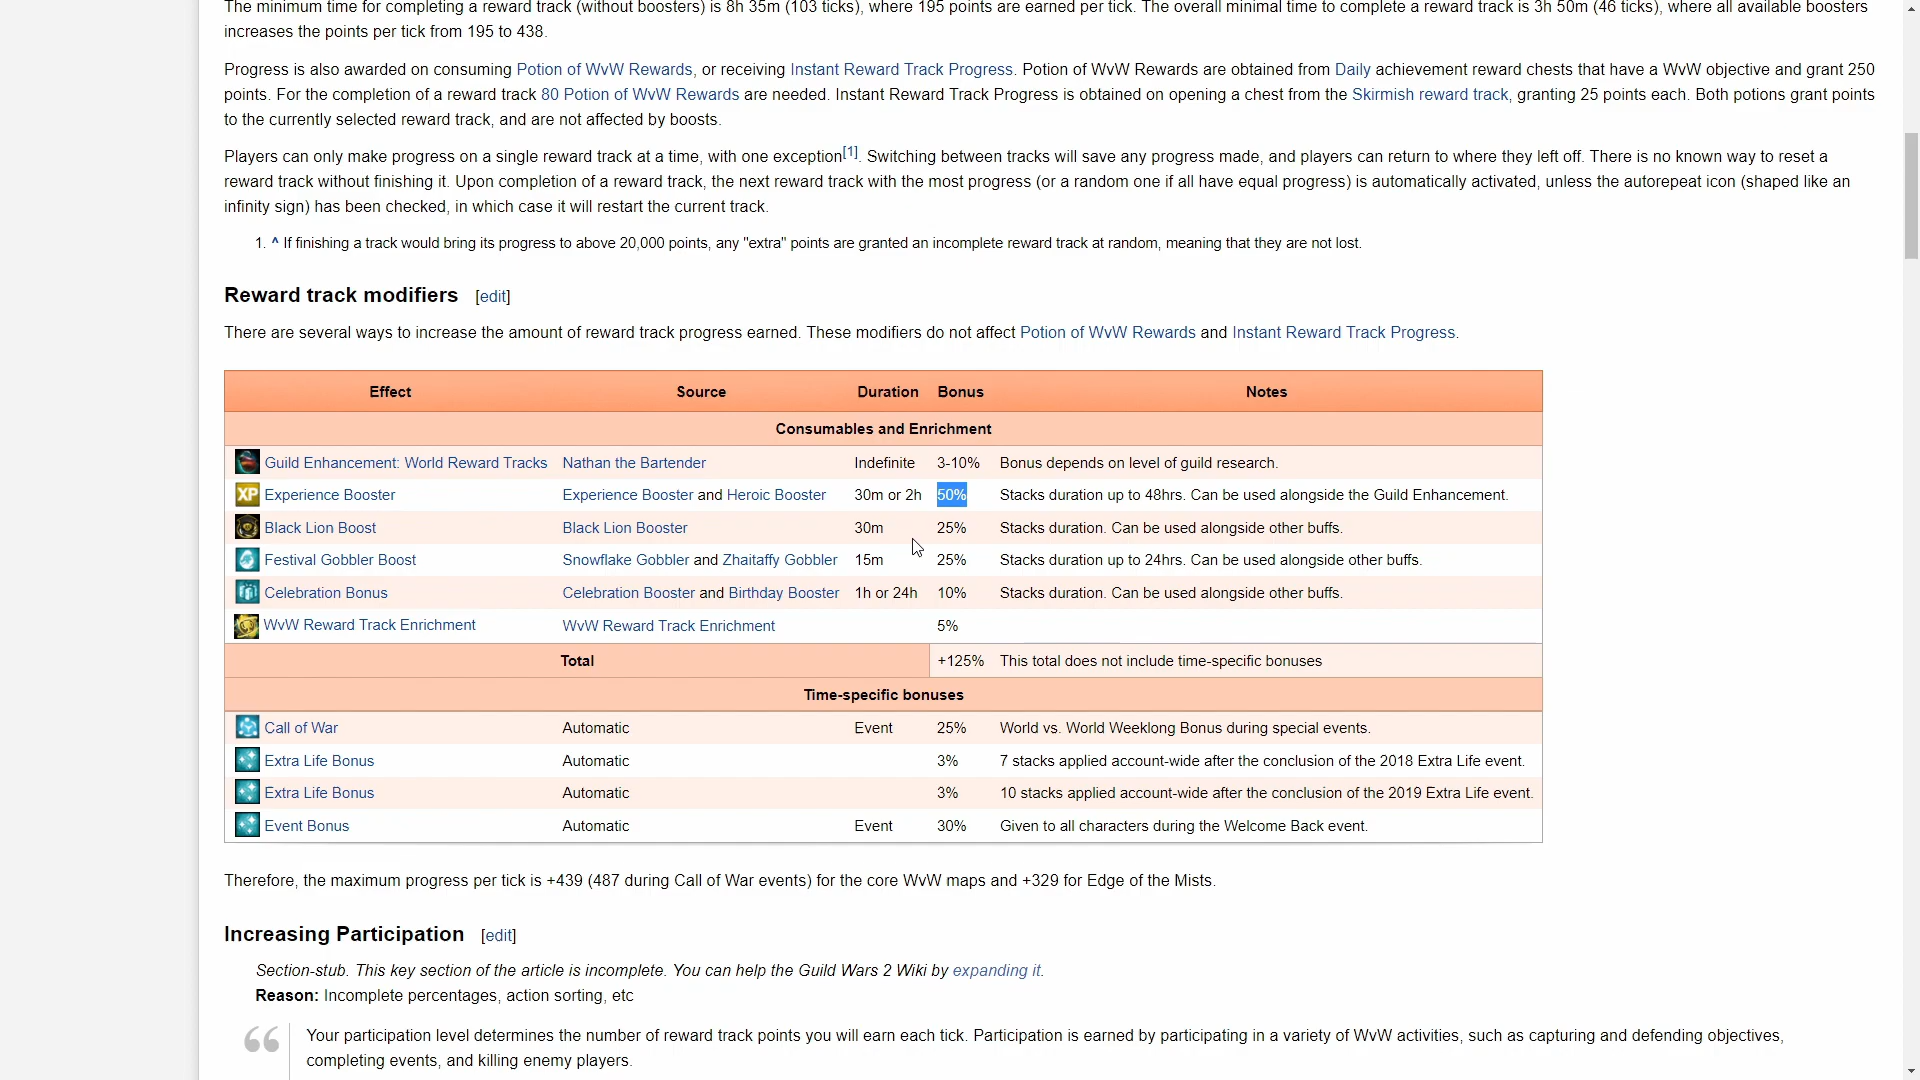 The minimum time for completing a reward track (without boosters) is 8h 35m (103 ticks), where 195 points are earned per tick. The overall minimal time to complete a reward track is 3h 50m (46 ticks), where all available boosters
increases the points per tick from 195 to 438.
Progress is also awarded on consuming Potion of WvW Rewards, or receiving Instant Reward Track Progress. Potion of WvW Rewards are obtained from Daily achievement reward chests that have a WvW objective and grant 250
points. For the completion of a reward track 80 Potion of WvW Rewards are needed. Instant Reward Track Progress is obtained on opening a chest from the Skirmish reward track, granting 25 points each. Both potions grant points
to the currently selected reward track, and are not affected by boosts.
Players can only make progress on a single reward track at a time, with one exception[1]. Switching between tracks will save any progress made, and players can return to where they left off. There is no known way to reset a
reward track without finishing it. Upon completion of a reward track, the next reward track with the most progress (or a random one if all have equal progress) is automatically activated, unless the autorepeat icon (shaped like an
infinity sign) has been checked, in which case it will restart the current track.
1. ^ If finishing a track would bring its progress to above 20,000 points, any "extra" points are granted an incomplete reward track at random, meaning that they are not lost.
Reward track modifiers [edit]
There are several ways to increase the amount of reward track progress earned. These modifiers do not affect Potion of WvW Rewards and Instant Reward Track Progress.
Effect Source Duration Bonus Notes
Consumables and Enrichment
Guild Enhancement: World Reward Tracks Nathan the Bartender Indefinite 3-10% Bonus depends on level of guild research.
XP Experience Booster Experience Booster and Heroic Booster 30m or 2h 50% Stacks duration up to 48hrs. Can be used alongside the Guild Enhancement.
Black Lion Boost Black Lion Booster 30m 25% Stacks duration. Can be used alongside other buffs.
Festival Gobbler Boost Snowflake Gobbler and Zhaitaffy Gobbler 15m 25% Stacks duration up to 24hrs. Can be used alongside other buffs.
Celebration Bonus Celebration Booster and Birthday Booster 1h or 24h 10% Stacks duration. Can be used alongside other buffs.
WvW Reward Track Enrichment WvW Reward Track Enrichment 5%
Total +125% This total does not include time-specific bonuses
Time-specific bonuses
Call of War Automatic Event 25% World vs. World Weeklong Bonus during special events.
Extra Life Bonus Automatic 3% 7 stacks applied account-wide after the conclusion of the 2018 Extra Life event.
Extra Life Bonus Automatic 3% 10 stacks applied account-wide after the conclusion of the 2019 Extra Life event.
Event Bonus Automatic Event 30% Given to all characters during the Welcome Back event.
Therefore, the maximum progress per tick is +439 (487 during Call of War events) for the core WvW maps and +329 for Edge of the Mists.
Increasing Participation [edit]
Section-stub. This key section of the article is incomplete. You can help the Guild Wars 2 Wiki by expanding it.
Reason: Incomplete percentages, action sorting, etc
“ Your participation level determines the number of reward track points you will earn each tick. Participation is earned by participating in a variety of WvW activities, such as capturing and defending objectives,
completing events, and killing enemy players.